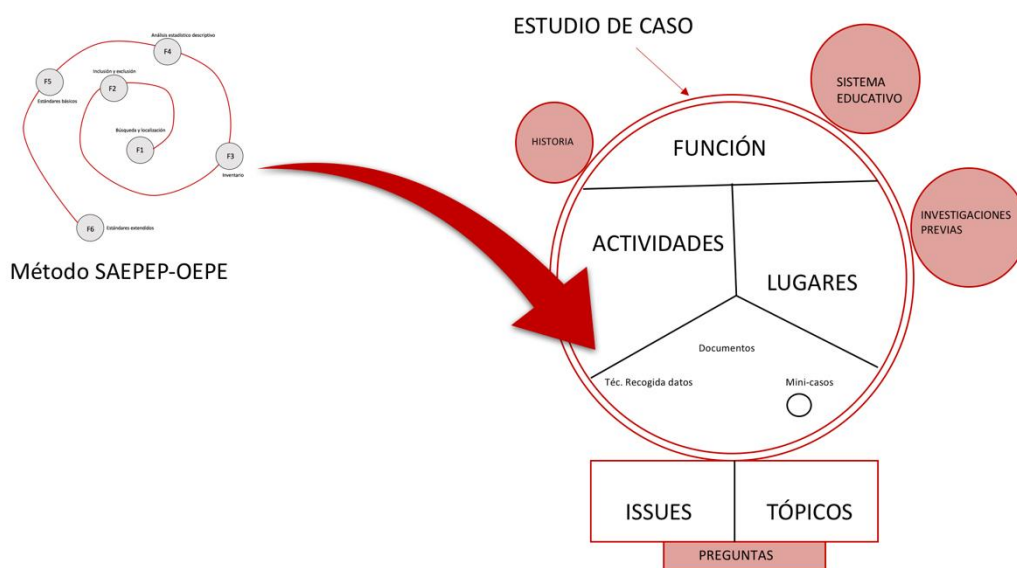 Análisis estadístico descriptivo
F4
F5
Estándares básicos
Inclusión y exclusión
F2
Búsqueda y localización
F1
F3
Inventario
F6
Estándares extendidos
Método SAEPEP-OEPE
ESTUDIO DE CASO
HISTORIA
SISTEMA
EDUCATIVO
INVESTIGACIONES
PREVIAS
FUNCIÓN
ACTIVIDADES
LUGARES
Documentos
Téc. Recogida datos
Mini-casos
ISSUES
TÓPICOS
PREGUNTAS